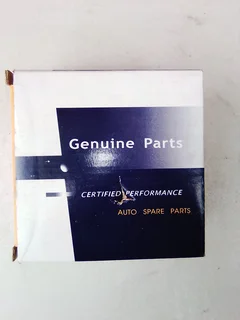 Genuine Parts
CERTIFIED PERFORMANCE
AUTO SPARE PARTS